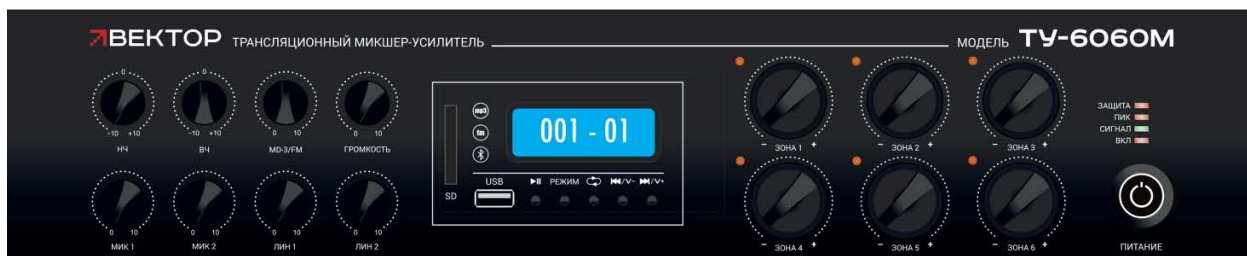 ВЕКТОР ТРАНСЛЯЦИОННЫЙ МИКШЕР-УСИЛИТЕЛЬ МОДЕЛЬ ТУ-6060М
0 0
-10 +10 -10 +10 0 10 0 10
НЧ ВЧ MD-3/FM ГРОМКОСТЬ
0 10 0 10 0 10 0 10
МИК 1 МИК 2 ЛИН 1 ЛИН 2
mp3
fm
001 - 01
USB РЕЖИМ /V- /V+
SD
- ЗОНА 1 + - ЗОНА 2 + - ЗОНА 3 +
- ЗОНА 4 + - ЗОНА 5 + - ЗОНА 6 +
ЗАЩИТА
ПИК
СИГНАЛ
ВКЛ
ПИТАНИЕ